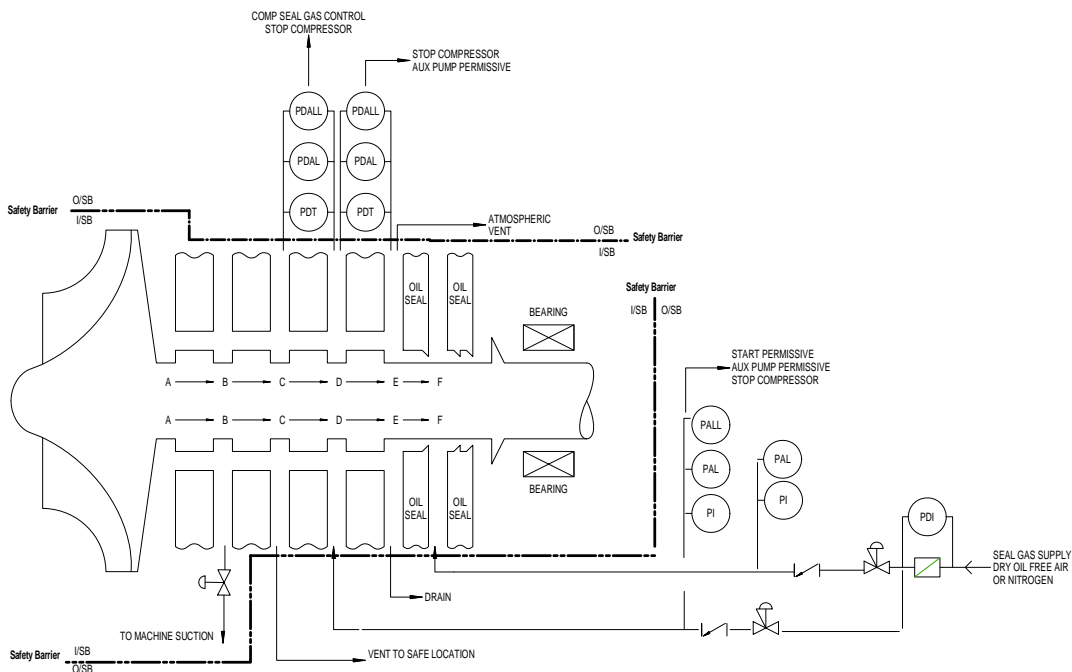 COMP SEAL GAS CONTROL
STOP COMPRESSOR
STOP COMPRESSOR
AUX PUMP PERMISSIVE
PDALL
PDALL
PDAL
PDAL
PDT
PDT
Safety Barrier
O/SB
I/SB
ATMOSPHERIC
VENT
O/SB
I/SB
Safety Barrier
OIL
SEAL
OIL
SEAL
Safety Barrier
I/SB
O/SB
BEARING
START PERMISSIVE
AUX PUMP PERMISSIVE
STOP COMPRESSOR
A
B
C
D
E
F
A
B
C
D
E
F
PALL
PAL
PI
PAL
PI
BEARING
OIL
SEAL
OIL
SEAL
PDI
SEAL GAS SUPPLY
DRY OIL FREE AIR
OR NITROGEN
DRAIN
TO MACHINE SUCTION
VENT TO SAFE LOCATION
Safety Barrier
I/SB
O/SB